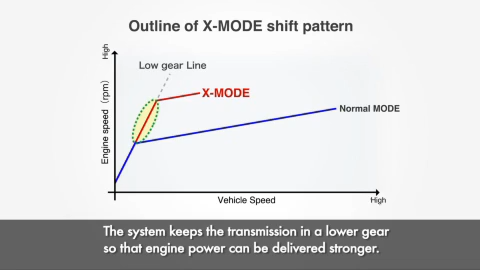 Outline of X-MODE shift pattern
High
Low gear Line
X-MODE
Normal MODE
Engine speed (rpm)
Vehicle Speed
High
The system keeps the transmission in a lower gear
so that engine power can be delivered stronger.